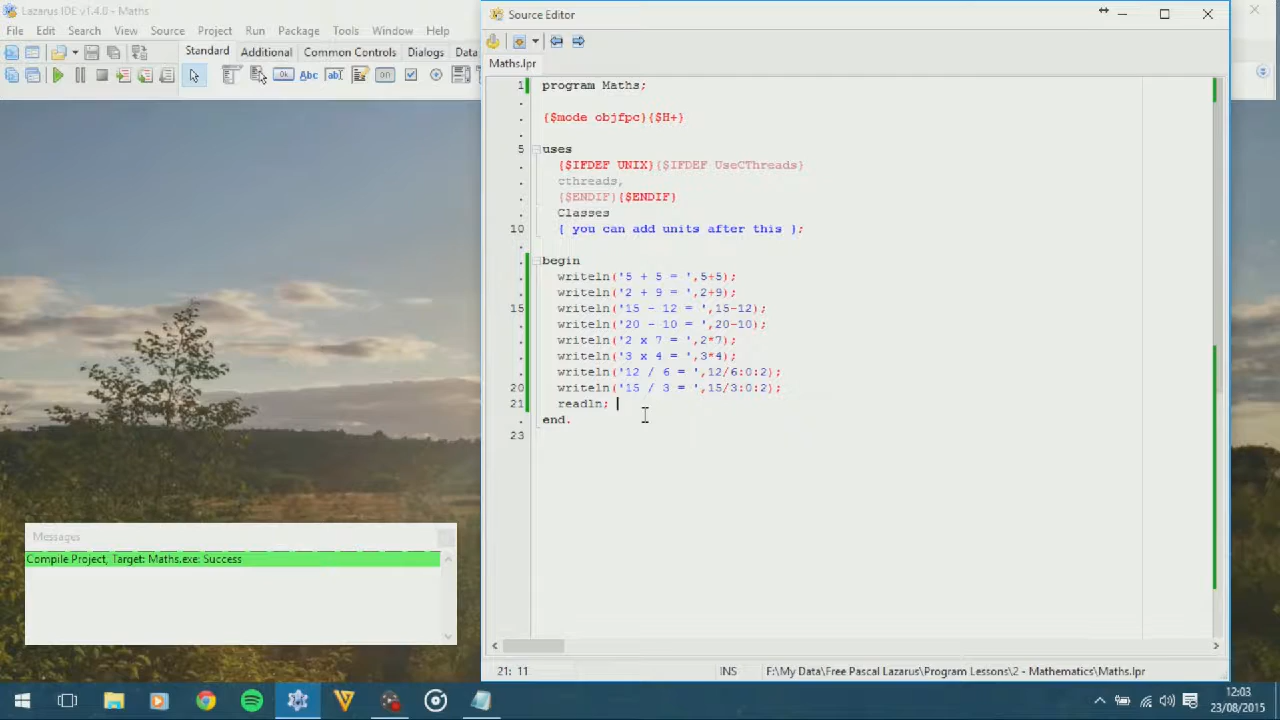 Lazarus IDE v1.4.0 - Maths
File Edit Search View Source Project Run Package Tools Window Help
Standard Additional Common Controls Dialogs Data
Ok Abc ab on
Source Editor
Maths.lpr
1 program Maths;
.
. {$mode objfpc}{$H+}
.
5 uses
. {$IFDEF UNIX}{$IFDEF UseCThreads}
. cthreads,
. {$ENDIF}{$ENDIF}
. Classes
10 { you can add units after this };
.
. begin
. writeln('5 + 5 = ',5+5);
. writeln('2 + 9 = ',2+9);
15 writeln('15 - 12 = ',15-12);
. writeln('20 - 10 = ',20-10);
. writeln('2 x 7 = ',2*7);
. writeln('3 x 4 = ',3*4);
. writeln('12 / 6 = ',12/6:0:2);
20 writeln('15 / 3 = ',15/3:0:2);
21 readln;
. end.
23
Messages
Compile Project, Target: Maths.exe: Success
21: 11 INS F:\My Data\Free Pascal Lazarus\Program Lessons\2 - Mathematics\Maths.lpr
12:03
23/08/2015